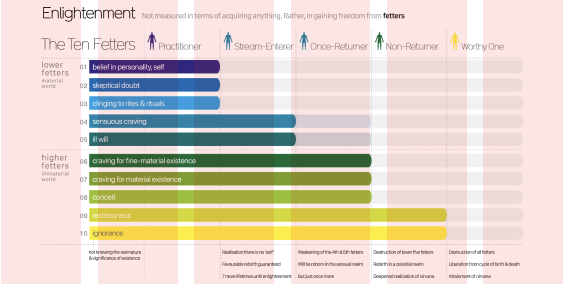 Enlightenment Not measured in terms of acquiring anything. Rather, in gaining freedom from fetters
The Ten Fetters Practitioner Stream-Enterer Once-Returner Non-Returner Worthy One
lower
fetters
material
world
01 belief in personality, self
02 skeptical doubt
03 clinging to rites & rituals
04 sensuous craving
05 ill will
higher
fetters
immaterial
world
06 craving for fine-material existence
07 craving for material existence
08 conceit
09 restlessness
10 ignorance
not knowing the real nature
& significance of existence
Realisation there is no "self"
Favourable rebirth guaranteed
7 more lifetimes until enlightenment
Weakening of the 4th & 5th fetters
Will be reborn in the sensual realm
But just once more
Destruction of lower five fetters
Rebirth in a celestial realm
Deepened realisation of nirvana
Destruction of all fetters
Liberation from cycle of birth & death
Attainment of nirvana